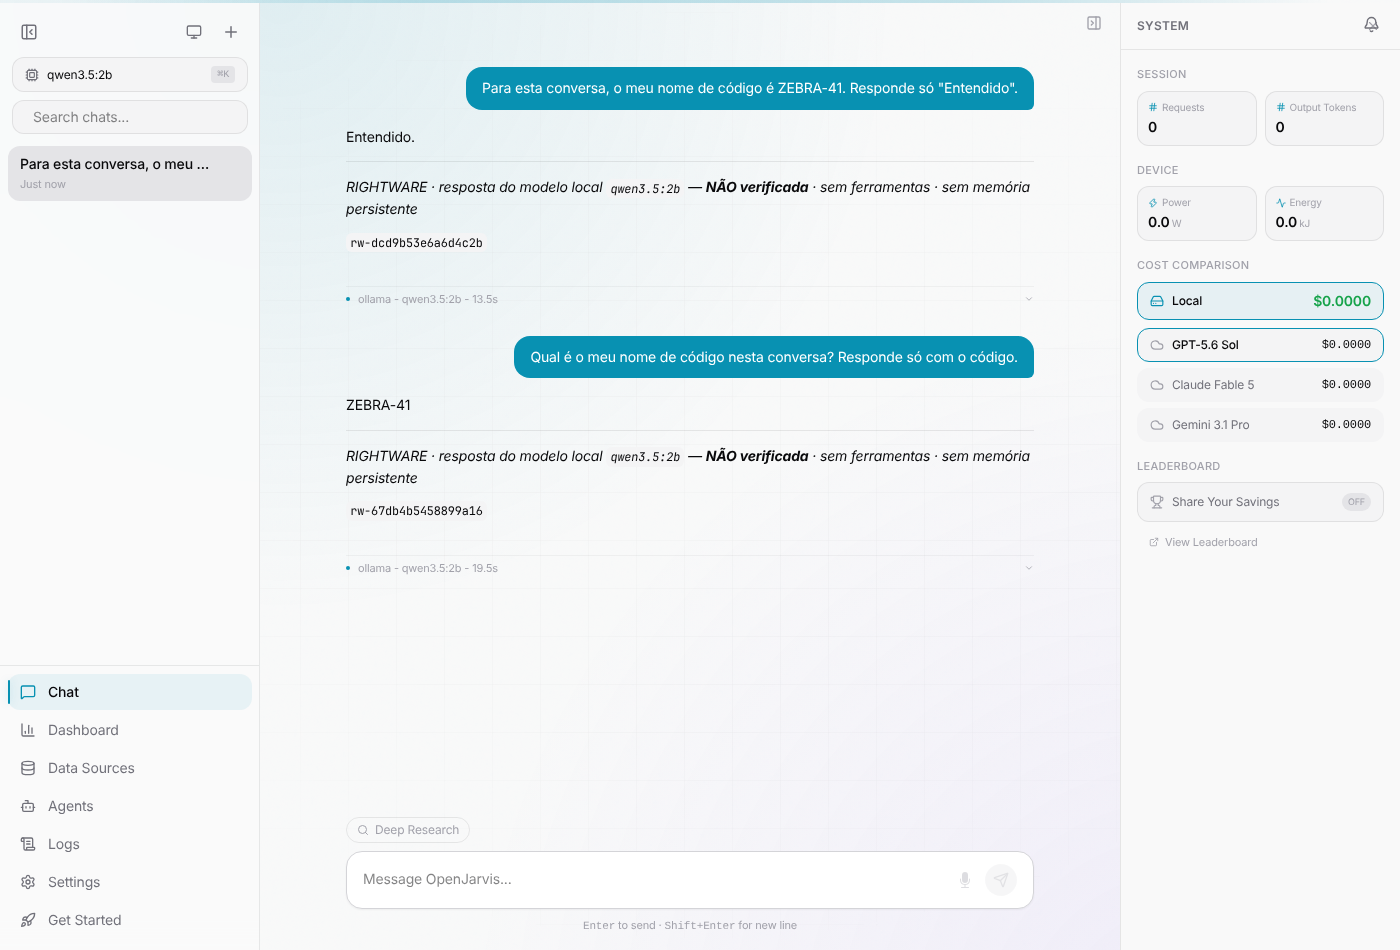 qwen3.5:2b
⌘K
Search chats...
Para esta conversa, o meu ...
Just now
Chat
Dashboard
Data Sources
Agents
Logs
Settings
Get Started
Para esta conversa, o meu nome de código é ZEBRA-41. Responde só "Entendido".
Entendido.
RIGHTWARE · resposta do modelo local qwen3.5:2b — NÃO verificada · sem ferramentas · sem memória
persistente
rw-dcd9b53e6a6d4c2b
ollama - qwen3.5:2b - 13.5s
Qual é o meu nome de código nesta conversa? Responde só com o código.
ZEBRA-41
RIGHTWARE · resposta do modelo local qwen3.5:2b — NÃO verificada · sem ferramentas · sem memória
persistente
rw-67db4b5458899a16
ollama - qwen3.5:2b - 19.5s
Deep Research
Message OpenJarvis...
Enter to send · Shift+Enter for new line
SYSTEM
SESSION
# Requests
0
# Output Tokens
0
DEVICE
Power
0.0 W
Energy
0.0 kJ
COST COMPARISON
Local $0.0000
GPT-5.6 Sol $0.0000
Claude Fable 5 $0.0000
Gemini 3.1 Pro $0.0000
LEADERBOARD
Share Your Savings OFF
View Leaderboard